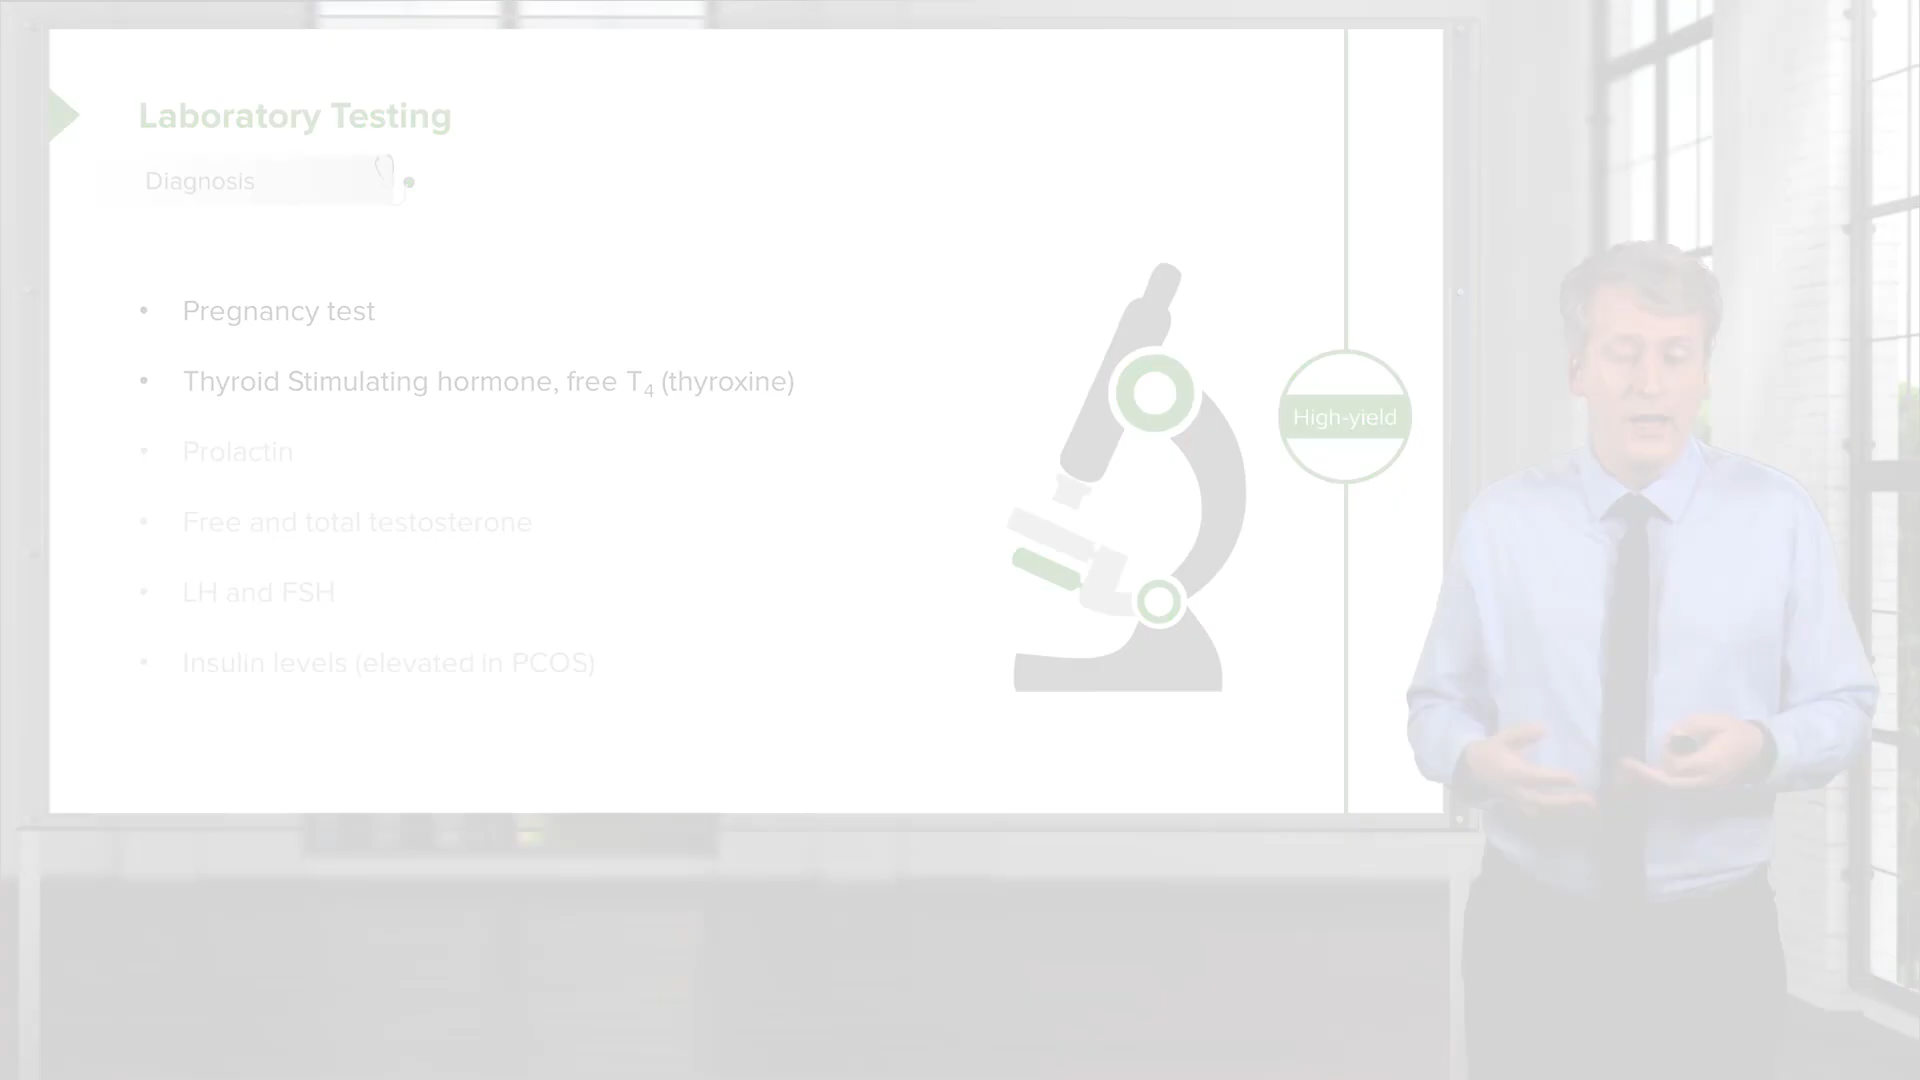 Laboratory Testing
Diagnosis
• Pregnancy test
• Thyroid Stimulating hormone, free T₄ (thyroxine)
• Prolactin
• Free and total testosterone
• LH and FSH
• Insulin levels (elevated in PCOS)
High-yield